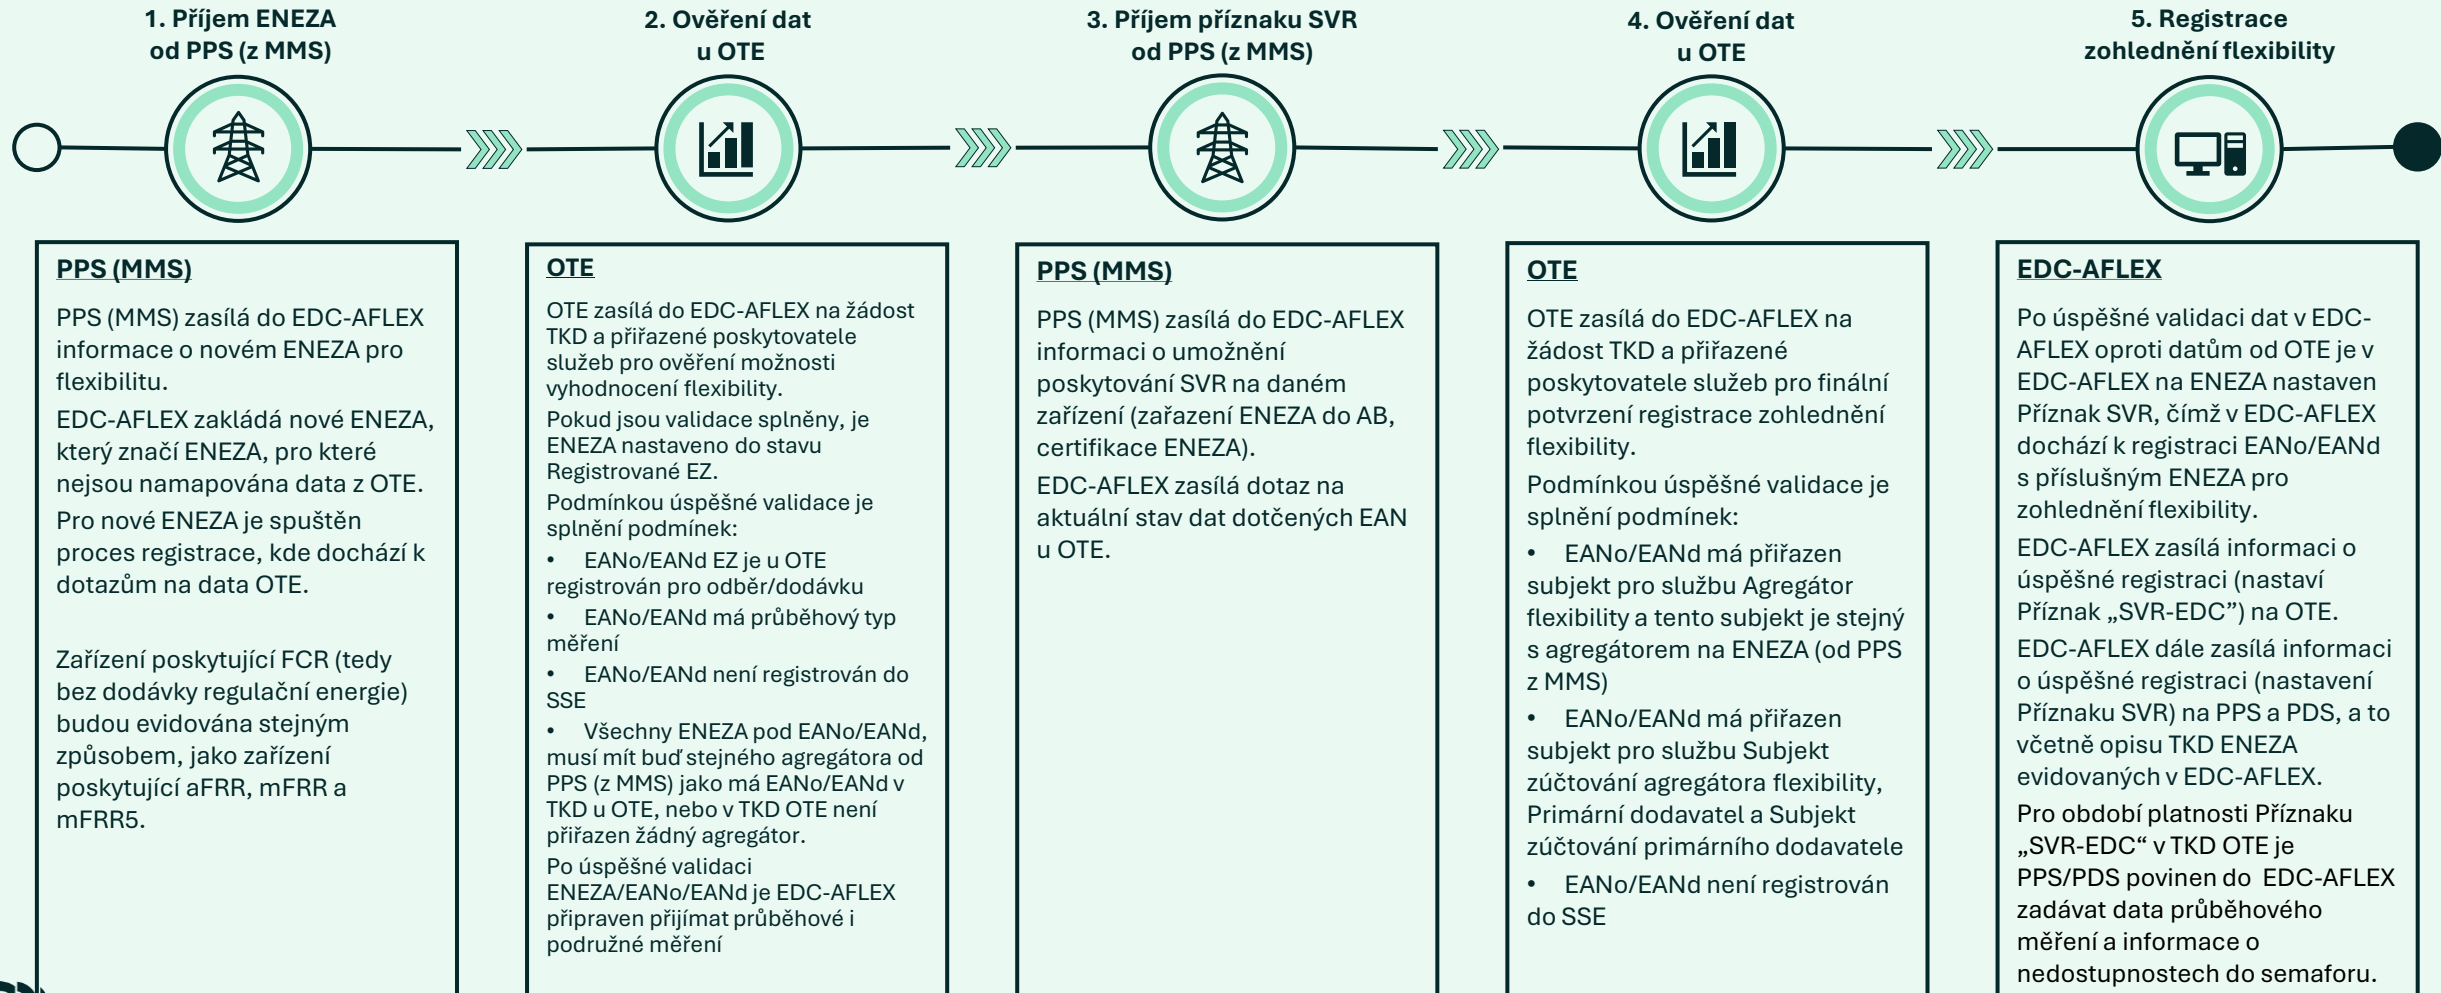 1. Příjem ENEZA
od PPS (z MMS)
2. Ověření dat
u OTE
3. Příjem příznaku SVR
od PPS (z MMS)
4. Ověření dat
u OTE
5. Registrace
zohlednění flexibility
PPS (MMS)
PPS (MMS) zasílá do EDC-AFLEX
informace o novém ENEZA pro
flexibilitu.
EDC-AFLEX zakládá nové ENEZA,
který značí ENEZA, pro které
nejsou namapována data z OTE.
Pro nové ENEZA je spuštěn
proces registrace, kde dochází k
dotazům na data OTE.
Zařízení poskytující FCR (tedy
bez dodávky regulační energie)
budou evidována stejným
způsobem, jako zařízení
poskytující aFRR, mFRR a
mFRR5.
OTE
OTE zasílá do EDC-AFLEX na žádost
TKD a přiřazené poskytovatele
služeb pro ověření možnosti
vyhodnocení flexibility.
Pokud jsou validace splněny, je
ENEZA nastaveno do stavu
Registrované EZ.
Podmínkou úspěšné validace je
splnění podmínek:
• EANo/EANd EZ je u OTE
registrován pro odběr/dodávku
• EANo/EANd má průběhový typ
měření
• EANo/EANd není registrován do
SSE
• Všechny ENEZA pod EANo/EANd,
musí mít buď stejného agregátora od
PPS (z MMS) jako má EANo/EANd v
TKD u OTE, nebo v TKD OTE není
přiřazen žádný agregátor.
Po úspěšné validaci
ENEZA/EANo/EANd je EDC-AFLEX
připraven přijímat průběhové i
podružné měření
PPS (MMS)
PPS (MMS) zasílá do EDC-AFLEX
informaci o umožnění
poskytování SVR na daném
zařízení (zařazení ENEZA do AB,
certifikace ENEZA).
EDC-AFLEX zasílá dotaz na
aktuální stav dat dotčených EAN
u OTE.
OTE
OTE zasílá do EDC-AFLEX na
žádost TKD a přiřazené
poskytovatele služeb pro finální
potvrzení registrace zohlednění
flexibility.
Podmínkou úspěšné validace je
splnění podmínek:
• EANo/EANd má přiřazen
subjekt pro službu Agregátor
flexibility a tento subjekt je stejný
s agregátorem na ENEZA (od PPS
z MMS)
• EANo/EANd má přiřazen
subjekt pro službu Subjekt
zúčtování agregátora flexibility,
Primární dodavatel a Subjekt
zúčtování primárního dodavatele
• EANo/EANd není registrován
do SSE
EDC-AFLEX
Po úspěšné validaci dat v EDC-
AFLEX oproti datům od OTE je v
EDC-AFLEX na ENEZA nastaven
Příznak SVR, čímž v EDC-AFLEX
dochází k registraci EANo/EANd
s příslušným ENEZA pro
zohlednění flexibility.
EDC-AFLEX zasílá informaci o
úspěšné registraci (nastaví
Příznak „SVR-EDC”) na OTE.
EDC-AFLEX dále zasílá informaci
o úspěšné registraci (nastavení
Příznaku SVR) na PPS a PDS, a to
včetně opisu TKD ENEZA
evidovaných v EDC-AFLEX.
Pro období platnosti Příznaku
„SVR-EDC“ v TKD OTE je
PPS/PDS povinen do EDC-AFLEX
zadávat data průběhového
měření a informace o
nedostupnostech do semaforu.